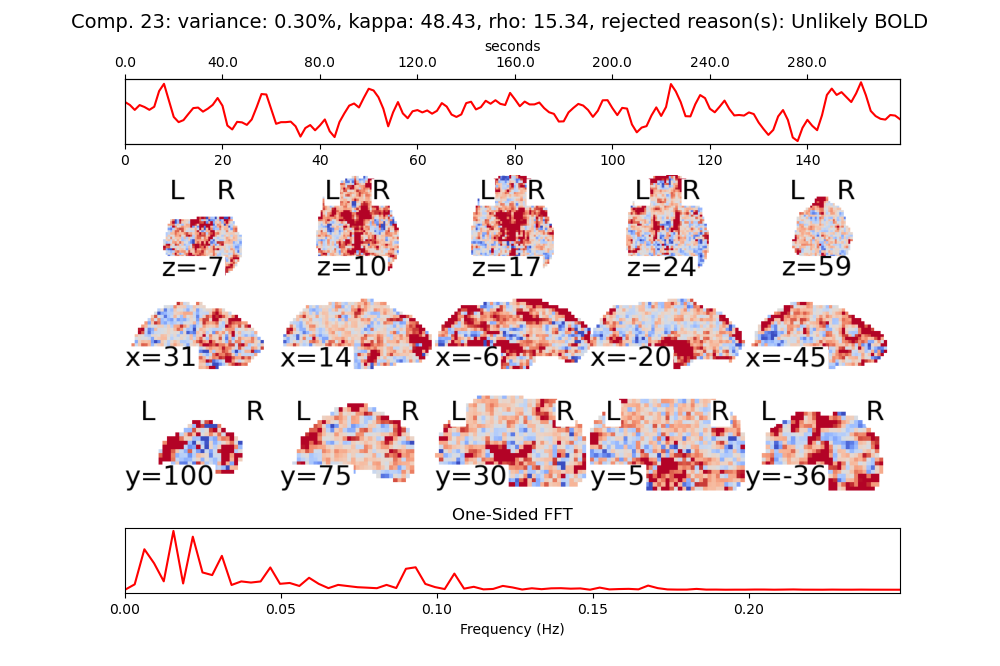 Comp. 23: variance: 0.30%, kappa: 48.43, rho: 15.34, rejected reason(s): Unlikely BOLD
seconds
0.0 40.0 80.0 120.0 160.0 200.0 240.0 280.0
0 20 40 60 80 100 120 140
L R L R L R L R L R
z=-7 z=10 z=17 z=24 z=59
x=31 x=14 x=-6 x=-20 x=-45
L R L R L R L R L R
y=100 y=75 y=30 y=5 y=-36
One-Sided FFT
0.00 0.05 0.10 0.15 0.20
Frequency (Hz)